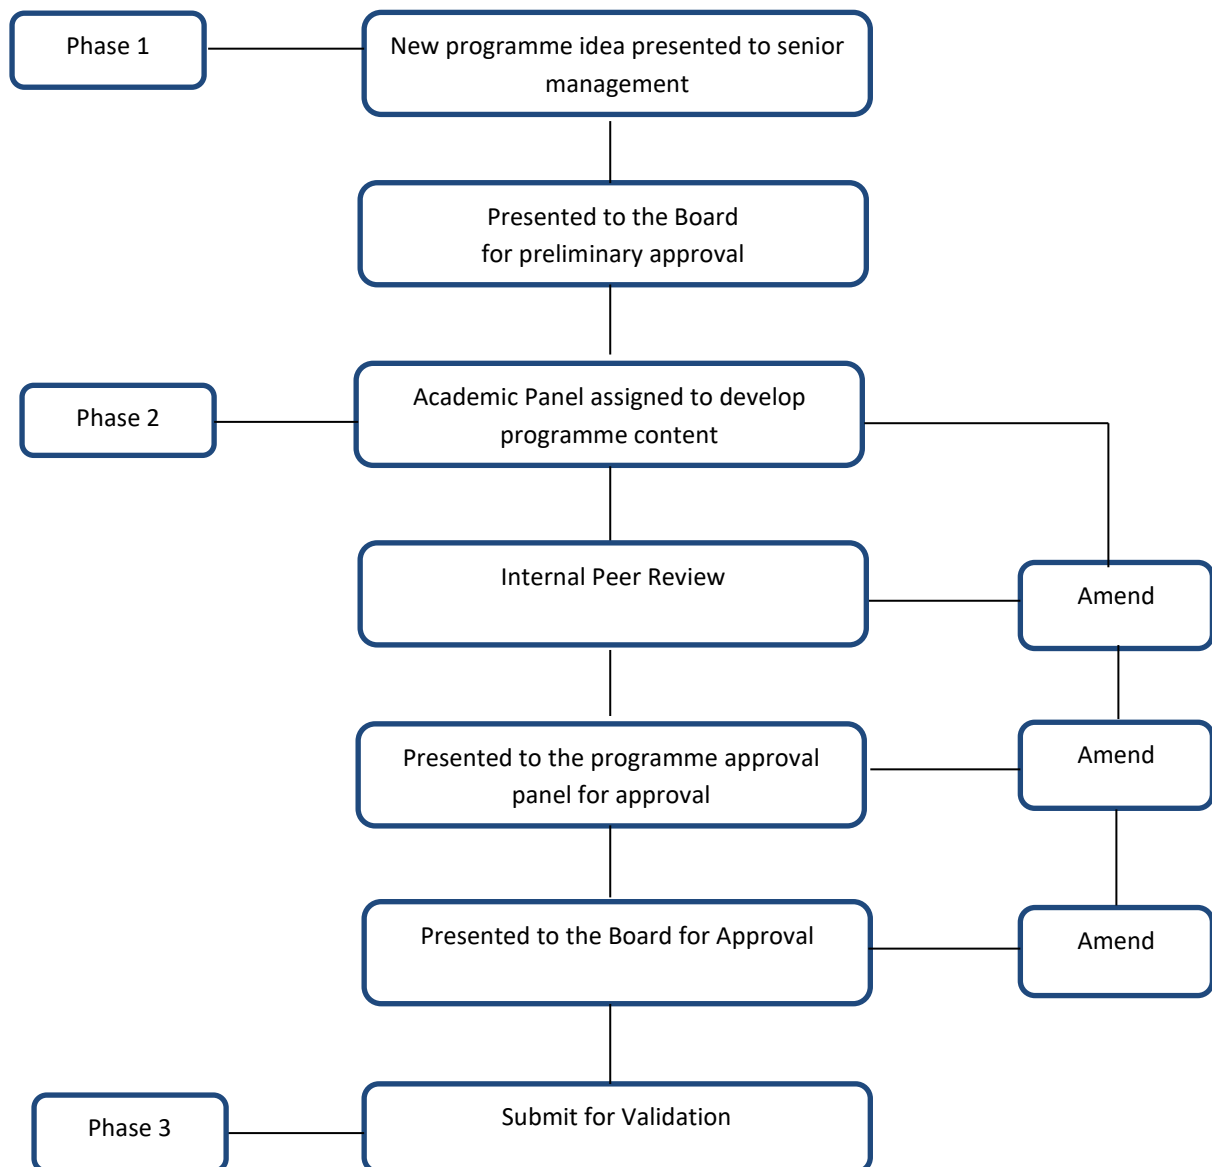 Phase 1
New programme idea presented to senior
management
Presented to the Board
for preliminary approval
Phase 2
Academic Panel assigned to develop
programme content
Internal Peer Review
Amend
Presented to the programme approval
panel for approval
Amend
Presented to the Board for Approval
Amend
Phase 3
Submit for Validation